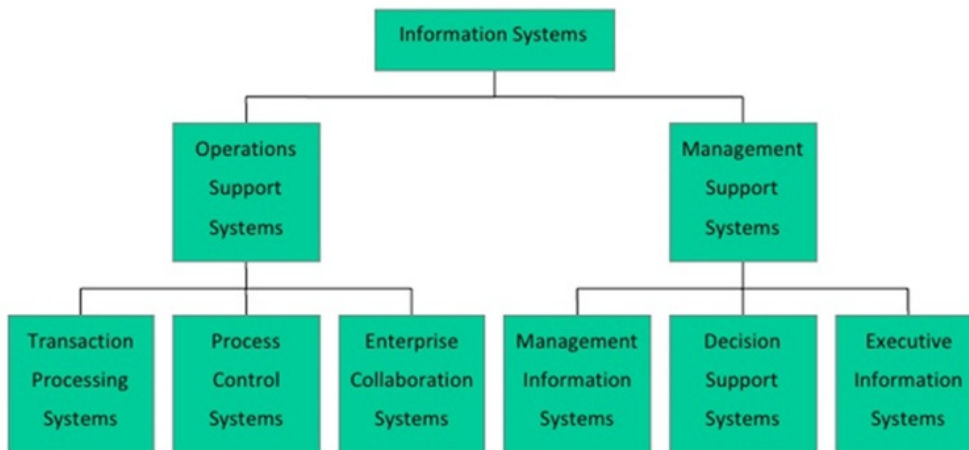 Information Systems
Operations
Support
Systems
Management
Support
Systems
Transaction
Processing
Systems
Process
Control
Systems
Enterprise
Collaboration
Systems
Management
Information
Systems
Decision
Support
Systems
Executive
Information
Systems